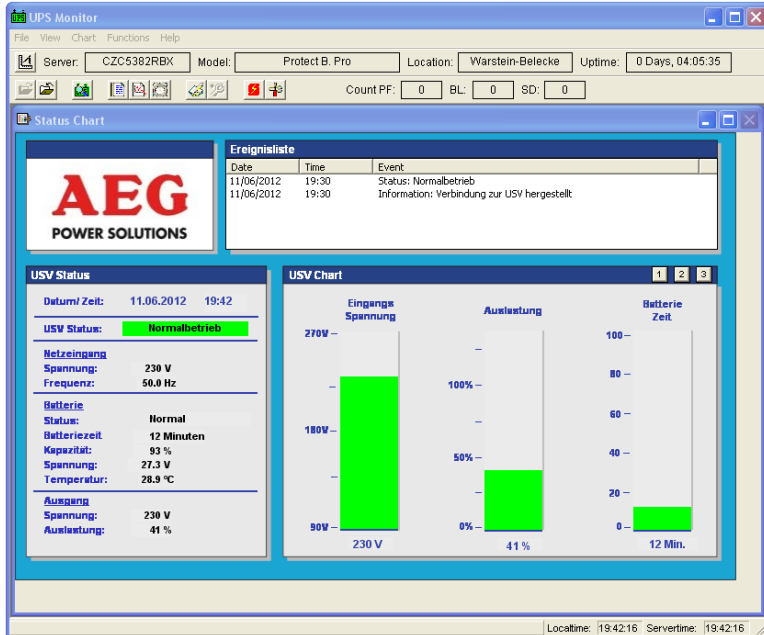 UPS Monitor
File View Chart Functions Help
Server: CZC5382RBX Model: Protect B. Pro Location: Warstein-Belecke Uptime: 0 Days, 04:05:35
Count PF: 0 BL: 0 SD: 0
Status Chart
AEG
POWER SOLUTIONS
Ereignisliste
Date Time Event
11/06/2012 19:30 Status: Normalbetrieb
11/06/2012 19:30 Information: Verbindung zur USV hergestellt
USV Status
Datum/ Zeit: 11.06.2012 19:42
USV Status: Normalbetrieb
Netzeingang
Spannung: 230 V
Frequenz: 50.0 Hz
Batterie
Status: Normal
Batteriezeit 12 Minuten
Kapazität: 93 %
Spannung: 27.3 V
Temperatur: 28.9 °C
Ausgang
Spannung: 230 V
Auslastung: 41 %
USV Chart 1 2 3
Eingangs
Spannung
270V
180V
90V
230 V
Auslastung
100%
50%
0%
41 %
Batterie
Zeit
100
80
60
40
20
0
12 Min.
Localtime: 19:42:16 Servertime: 19:42:16